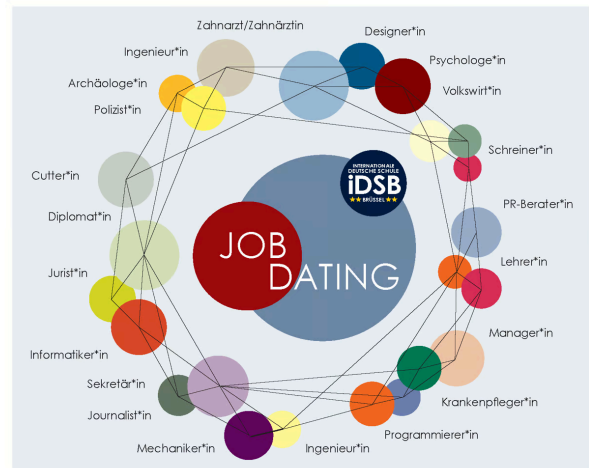 Zahnarzt/Zahnärztin
Designer*in
Ingenieur*in
Psychologe*in
Archäologe*in
Volkswirt*in
Polizist*in
Schreiner*in
INTERNATIONALE
DEUTSCHE SCHULE
iDSB
BRÜSSEL
Cutter*in
PR-Berater*in
Diplomat*in
JOB
DATING
Lehrer*in
Jurist*in
Manager*in
Informatiker*in
Sekretär*in
Krankenpfleger*in
Journalist*in
Programmierer*in
Mechaniker*in
Ingenieur*in